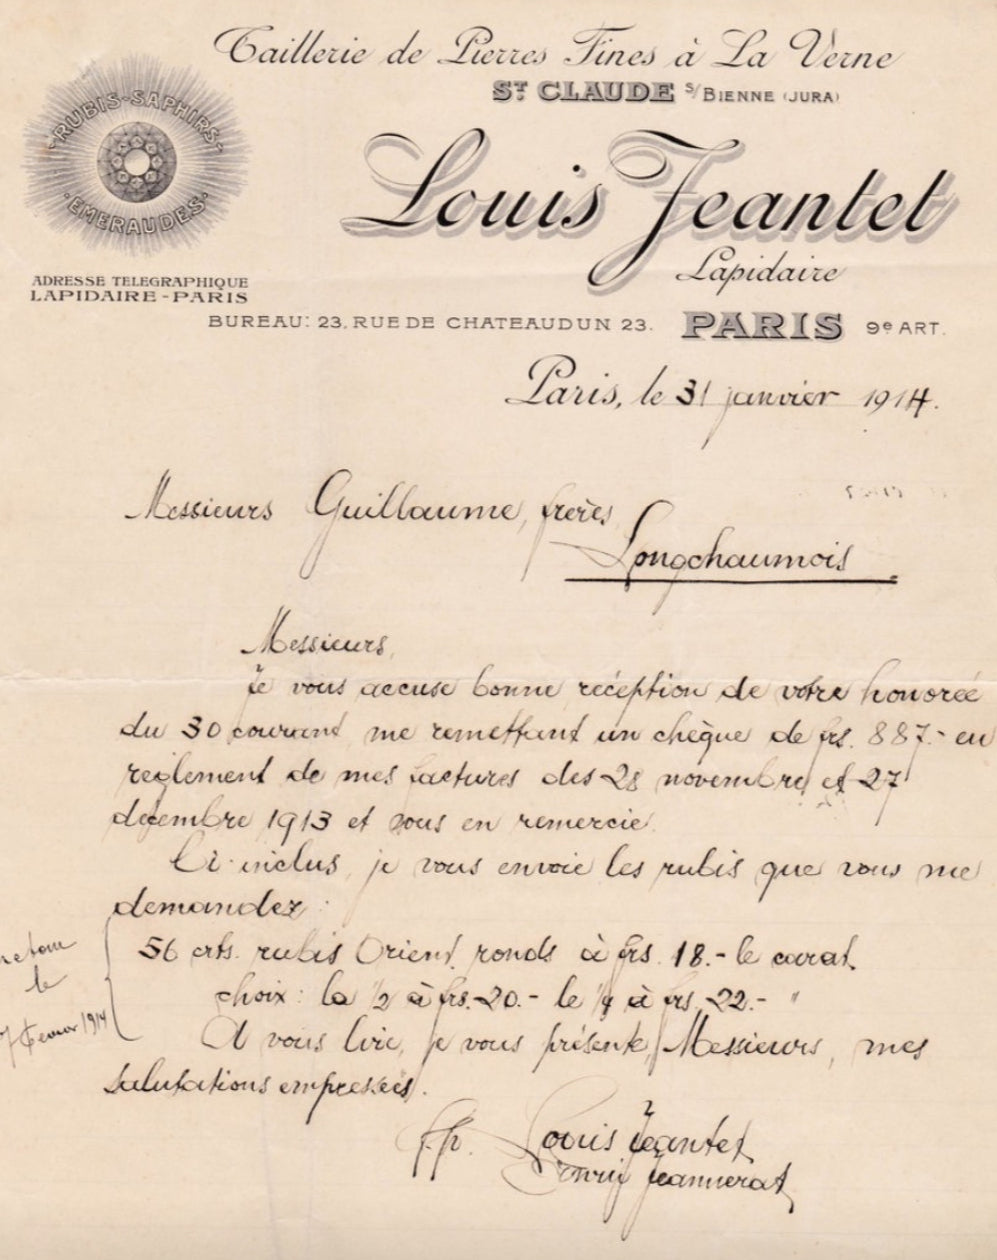 Taillerie de Pierres Fines à La Verne
ST CLAUDE s/BIENNE (JURA)
RUBIS-SAPHIRS-
·EMERAUDES·
Louis Jeantet
Lapidaire
ADRESSE TELEGRAPHIQUE
LAPIDAIRE-PARIS
BUREAU: 23, RUE DE CHATEAUDUN 23. PARIS 9e ART.
Paris, le 31 janvier 1914.
Messieurs Guillaume, frères
Longchaumois
Messieurs,
Je vous accuse bonne réception de votre honorée
du 30 courant, me remettant un chèque de frs. 887.- en
règlement de mes factures des 28 novembre et 27
décembre 1913 et vous en remercie.
Ci-inclus, je vous envoie les rubis que vous me
demandez:
56 crts. rubis Orient ronds à frs. 18.- le carat.
choix: la 1/2 à frs. 20.- le 1/4 à frs. 22.- "
retour
le
7 Fevrier 1914
A vous lire, je vous présente, Messieurs, mes
salutations empressées.
p.p. Louis Jeantet
Henry Jeannerat